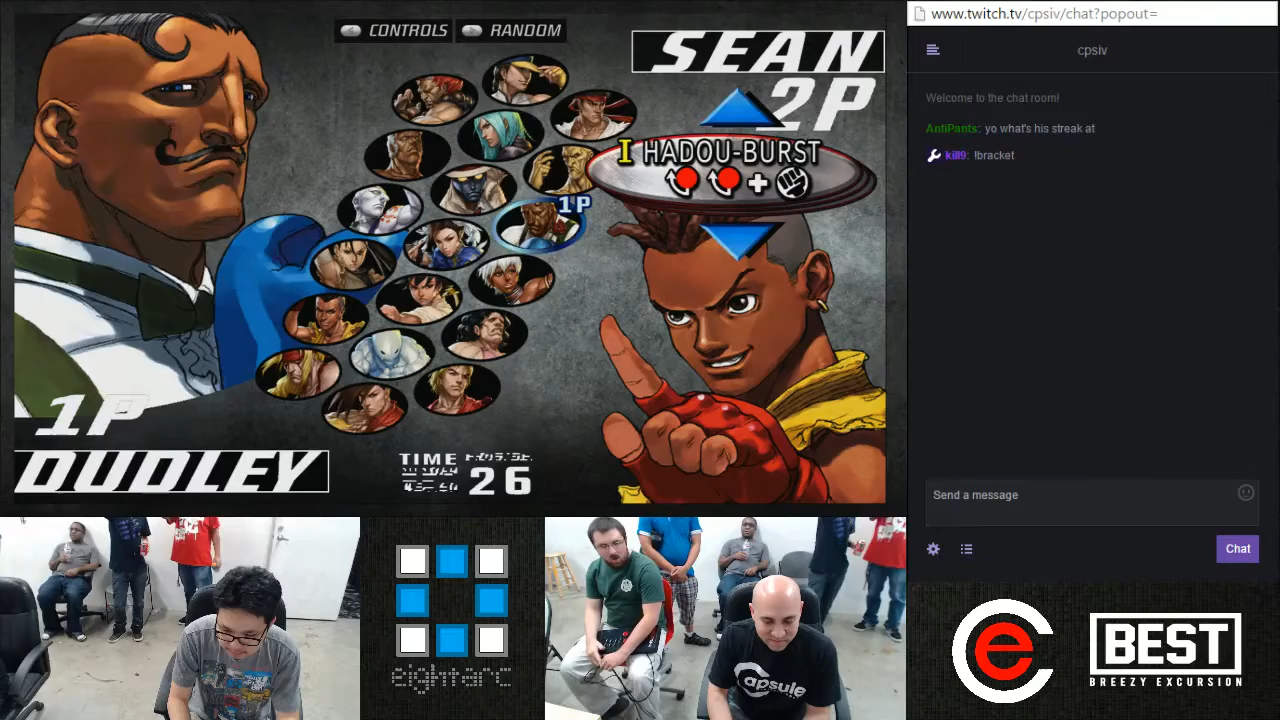 CONTROLS
RANDOM
SEAN
2P
I HADOU-BURST
1P
1P
DUDLEY
TIME
26
www.twitch.tv/cpsiv/chat?popout=
cpsiv
Welcome to the chat room!
AntiPants: yo what's his streak at
kill9: !bracket
Send a message
Chat
eightarc
Capsule
BEST
BREEZY EXCURSION